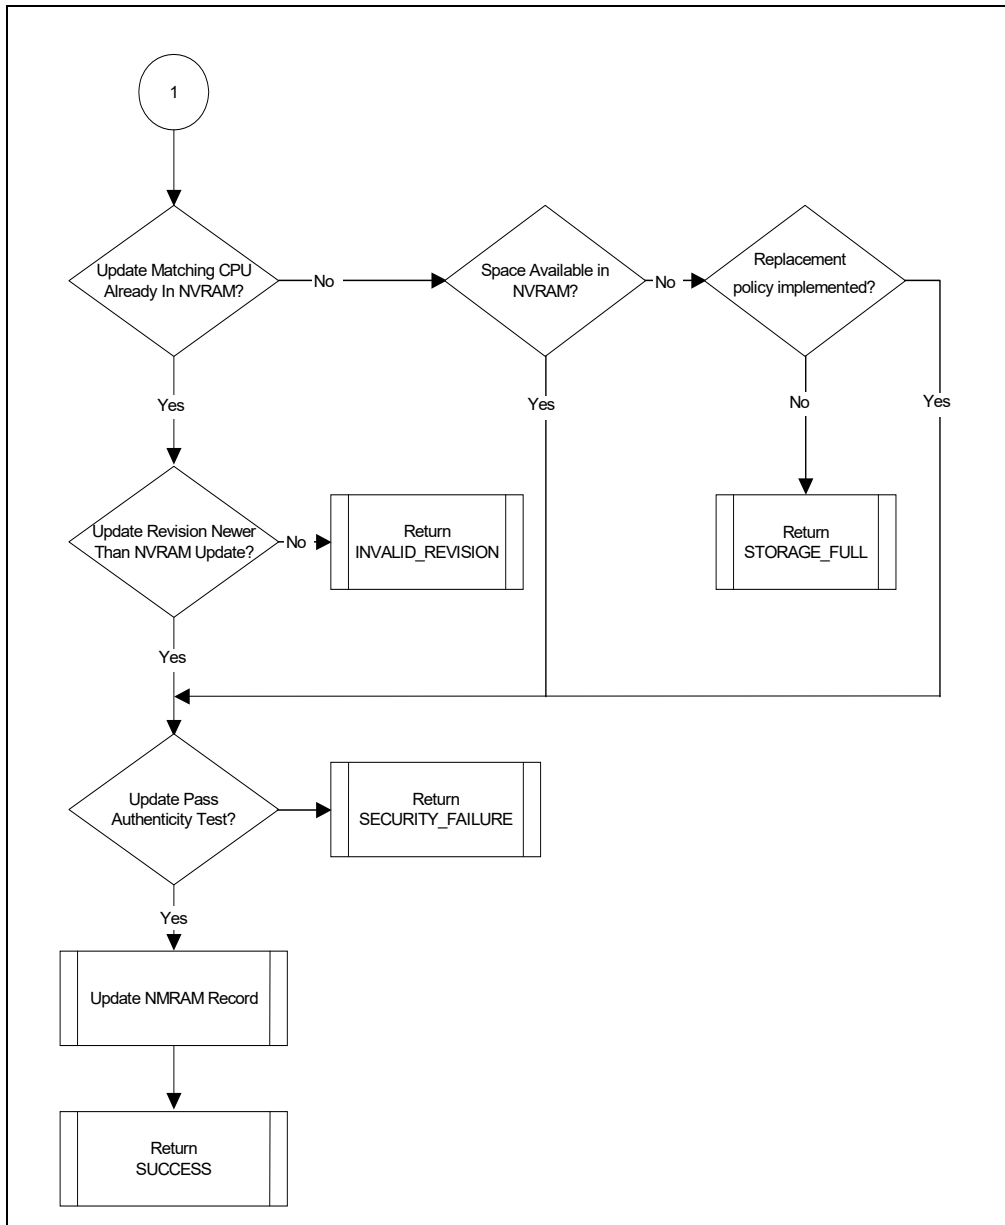 1
Update Matching CPU
Already In NVRAM?
No
Space Available in
NVRAM?
No
Replacement
policy implemented?
Yes
Yes
No
Yes
Update Revision Newer
Than NVRAM Update?
No
Return
INVALID_REVISION
Return
STORAGE_FULL
Yes
Update Pass
Authenticity Test?
Return
SECURITY_FAILURE
Yes
Update NMRAM Record
Return
SUCCESS